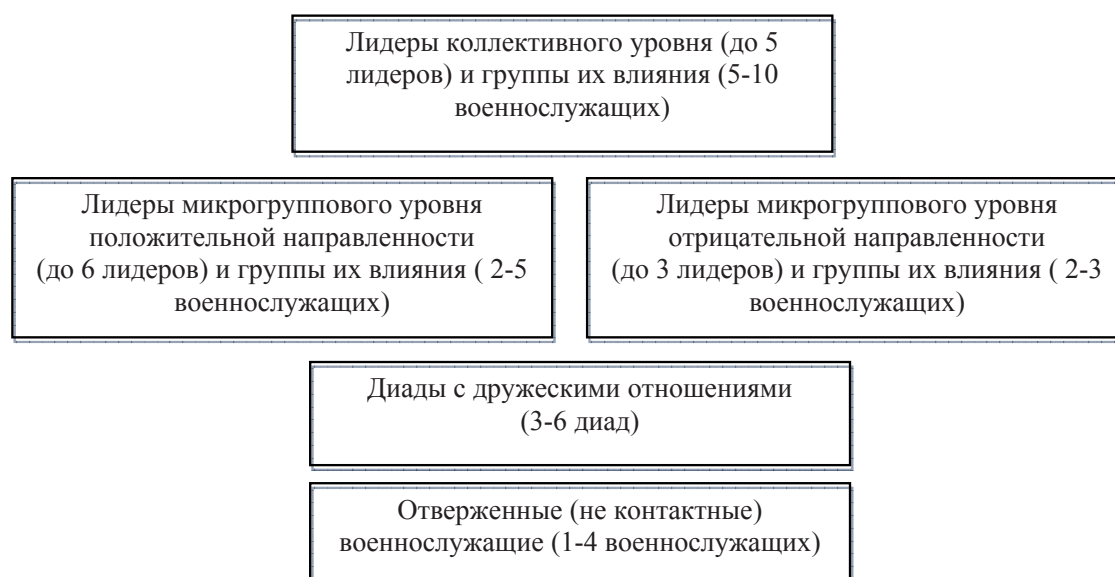 Лидеры коллективного уровня (до 5
лидеров) и группы их влияния (5-10
военнослужащих)
Лидеры микрогруппового уровня
положительной направленности
(до 6 лидеров) и группы их влияния ( 2-5
военнослужащих)
Лидеры микрогруппового уровня
отрицательной направленности
(до 3 лидеров) и группы их влияния ( 2-3
военнослужащих)
Диады с дружескими отношениями
(3-6 диад)
Отверженные (не контактные)
военнослужащие (1-4 военнослужащих)